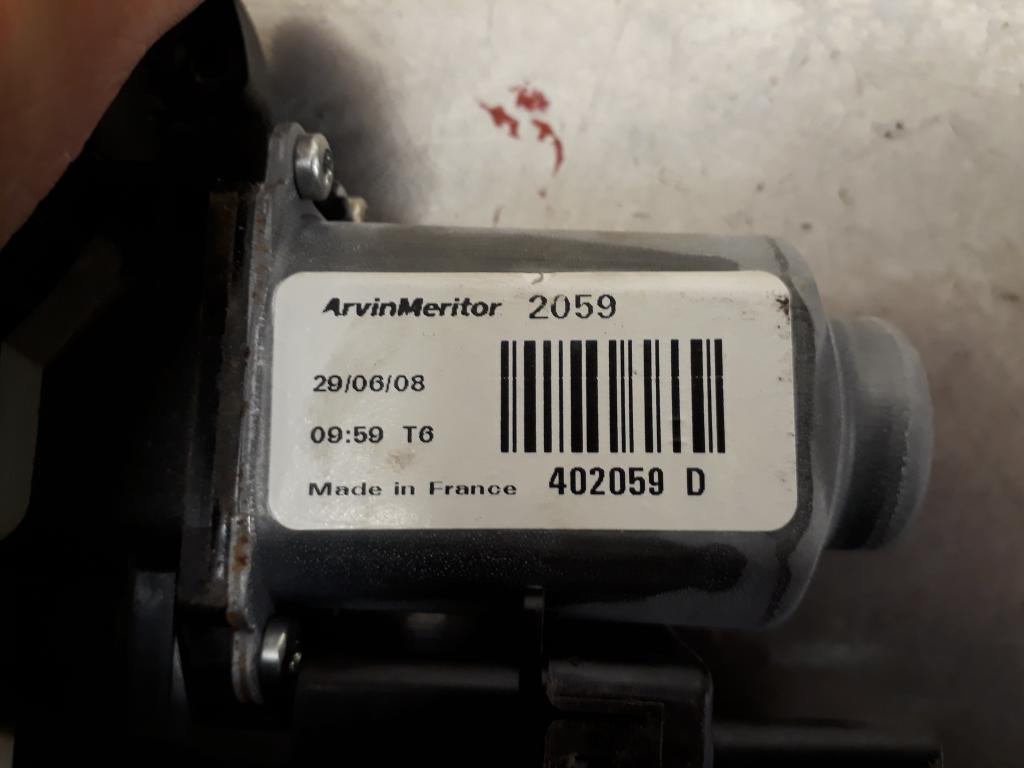 ArvinMeritor 2059
29/06/08
09:59 T6
Made in France 402059 D